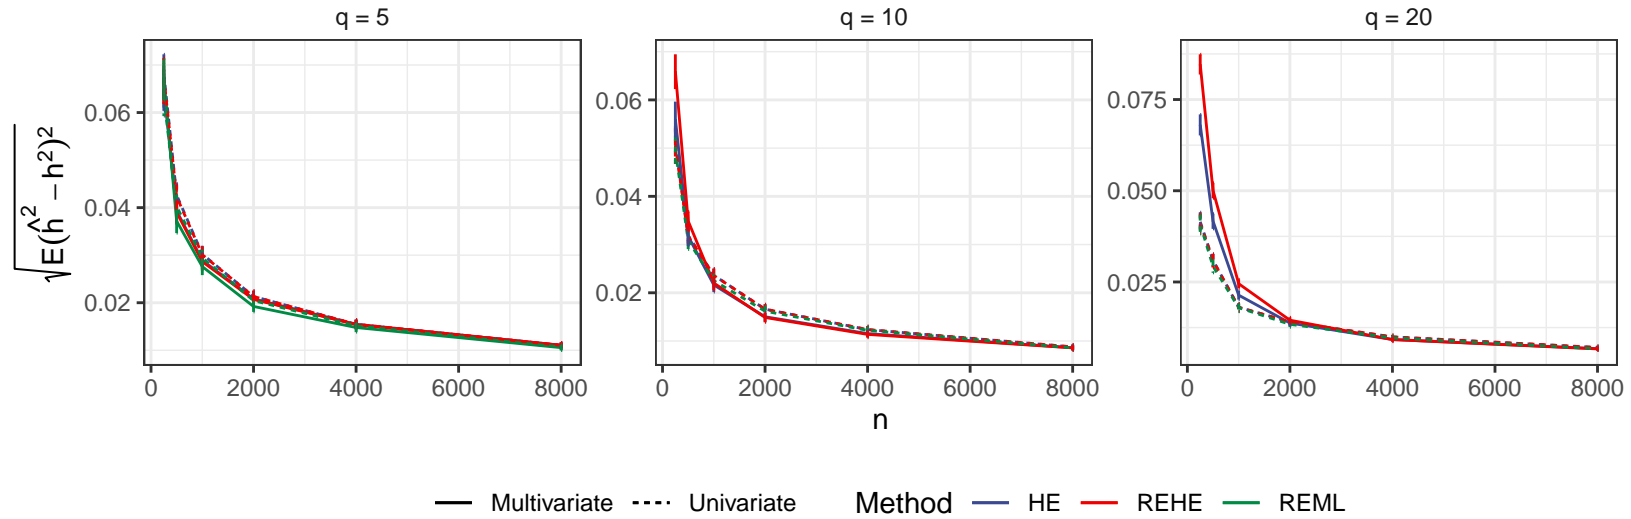 q = 5
q = 10
q = 20
√E(ĥ² − h²)²
0.06
0.04
0.02
0.06
0.04
0.02
0.075
0.050
0.025
0 2000 4000 6000 8000
0 2000 4000 6000 8000
0 2000 4000 6000 8000
n
Multivariate Univariate Method HE REHE REML